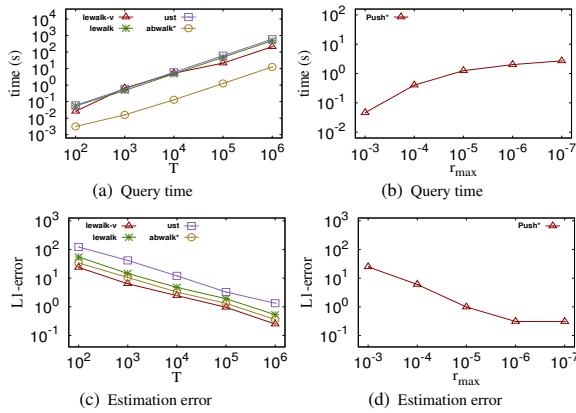 lewalk-v
lewalk
ust
abwalk*
time (s)
10^4
10^3
10^2
10^1
10^0
10^-1
10^-2
10^-3
10^2 10^3 10^4 10^5 10^6
T
(a) Query time
Push*
time (s)
10^2
10^1
10^0
10^-1
10^-2
10^-3 10^-4 10^-5 10^-6 10^-7
r_max
(b) Query time
lewalk-v
lewalk
ust
abwalk*
L1-error
10^3
10^2
10^1
10^0
10^-1
10^2 10^3 10^4 10^5 10^6
T
(c) Estimation error
Push*
L1-error
10^3
10^2
10^1
10^0
10^-1
10^-3 10^-4 10^-5 10^-6 10^-7
r_max
(d) Estimation error